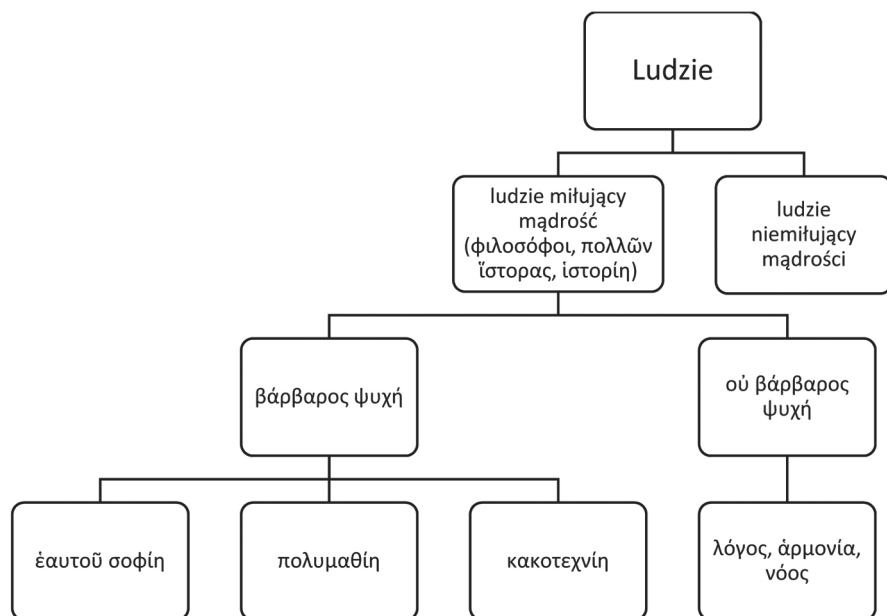 Ludzie
ludzie miłujący
mądrość
(φιλοσόφοι, πολλῶν
ἵστορας, ἱστορίη)
ludzie
niemiłujący
mądrości
βάρβαρος ψυχή
οὐ βάρβαρος
ψυχή
ἑαυτοῦ σοφίη
πολυμαθίη
κακοτεχνίη
λόγος, ἁρμονία,
νόος